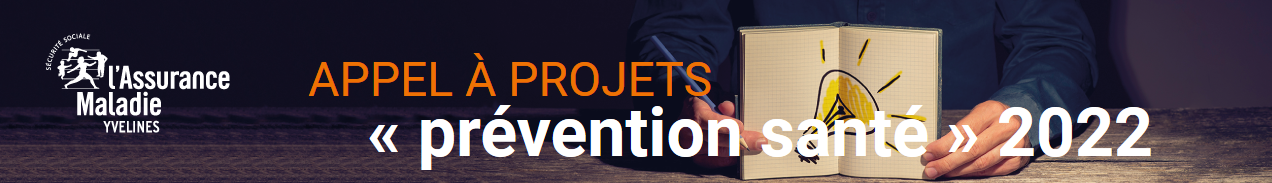 SÉCURITÉ SOCIALE
l'Assurance
Maladie
YVELINES
APPEL À PROJETS
« prévention santé » 2022